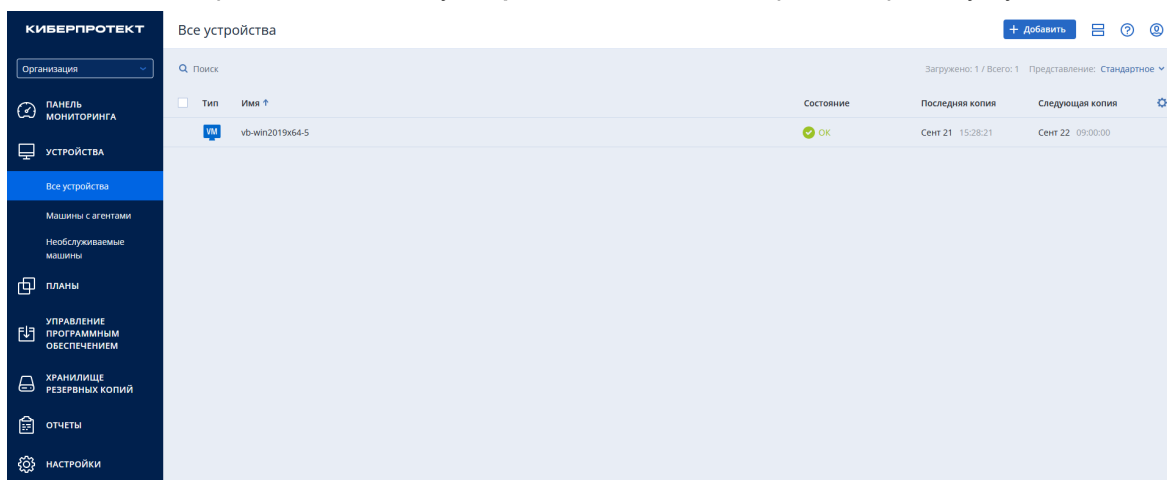 КИБЕРПРОТЕКТ
Все устройства
+ Добавить
Организация
Поиск
Загружено: 1 / Всего: 1 Представление: Стандартное
Тип Имя ↑ Состояние Последняя копия Следующая копия
VM vb-win2019x64-5 ОК Сент 21 15:28:21 Сент 22 09:00:00
ПАНЕЛЬ
МОНИТОРИНГА
УСТРОЙСТВА
Все устройства
Машины с агентами
Необслуживаемые
машины
ПЛАНЫ
УПРАВЛЕНИЕ
ПРОГРАММНЫМ
ОБЕСПЕЧЕНИЕМ
ХРАНИЛИЩЕ
РЕЗЕРВНЫХ КОПИЙ
ОТЧЕТЫ
НАСТРОЙКИ